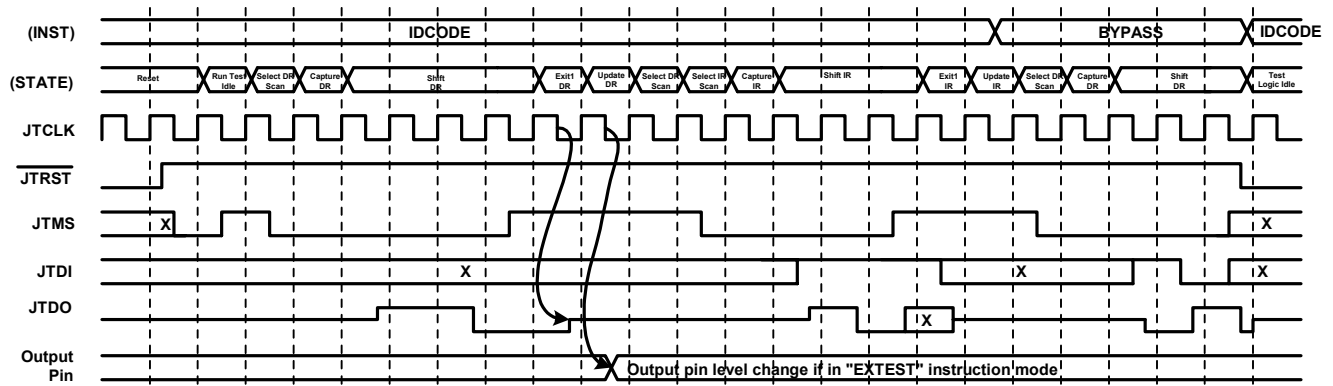 (INST) IDCODE BYPASS IDCODE
(STATE) Reset Run Test Idle Select DR Scan Capture DR Shift DR Exit1 DR Update DR Select DR Scan Select IR Scan Capture IR Shift IR Exit1 IR Update IR Select DR Scan Capture DR Shift DR Test Logic Idle
JTCLK
JTRST
JTMS X X
JTDI X X X
JTDO X
Output Pin Output pin level change if in "EXTEST" instruction mode